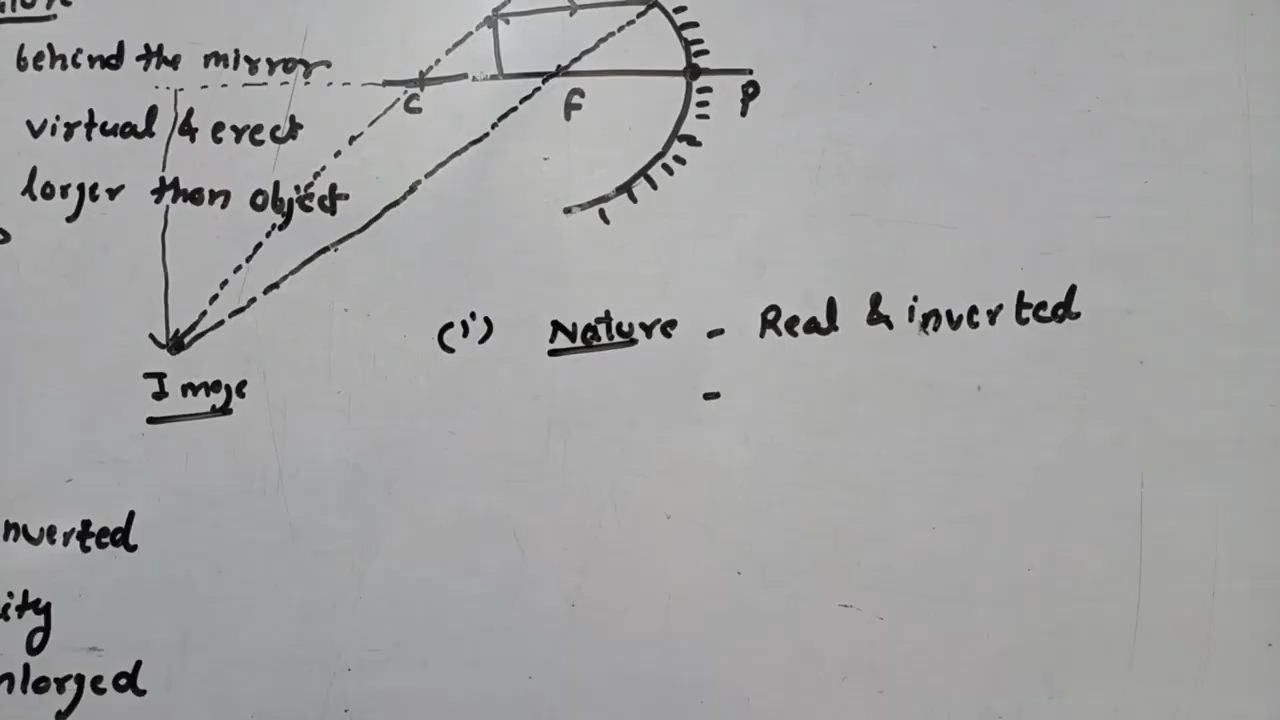 behind the mirror
C
F
P
virtual & erect
larger than object
(i) Nature - Real & inverted
-
Image
nverted
ity
nlarged